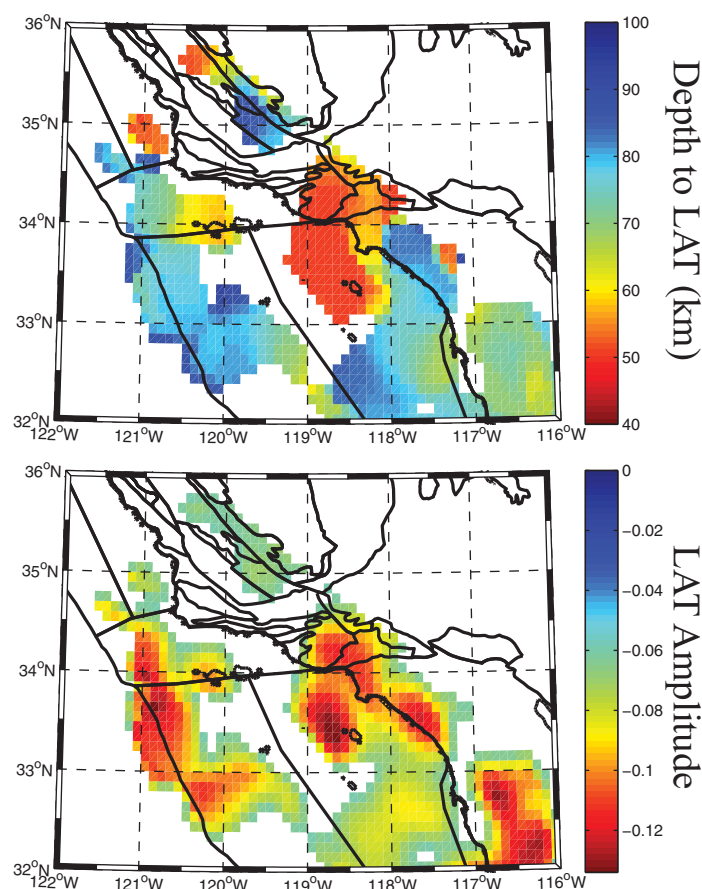 36°N
35°N
34°N
33°N
32°N
122°W
121°W
120°W
119°W
118°W
117°W
116°W
100
90
80
70
60
50
40
Depth to LAT (km)
36°N
35°N
34°N
33°N
32°N
122°W
121°W
120°W
119°W
118°W
117°W
116°W
0
−0.02
−0.04
−0.06
−0.08
−0.1
−0.12
LAT Amplitude